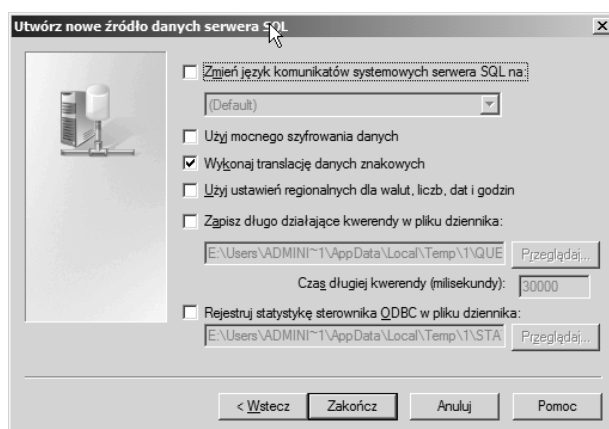 Utwórz nowe źródło danych serwera SQL
Zmień język komunikatów systemowych serwera SQL na:
(Default)
Użyj mocnego szyfrowania danych
Wykonaj translację danych znakowych
Użyj ustawień regionalnych dla walut, liczb, dat i godzin
Zapisz długo działające kwerendy w pliku dziennika:
E:\Users\ADMINI~1\AppData\Local\Temp\1\QUE Przeglądaj...
Czas długiej kwerendy (milisekundy): 30000
Rejestruj statystykę sterownika ODBC w pliku dziennika:
E:\Users\ADMINI~1\AppData\Local\Temp\1\STA Przeglądaj...
< Wstecz Zakończ Anuluj Pomoc